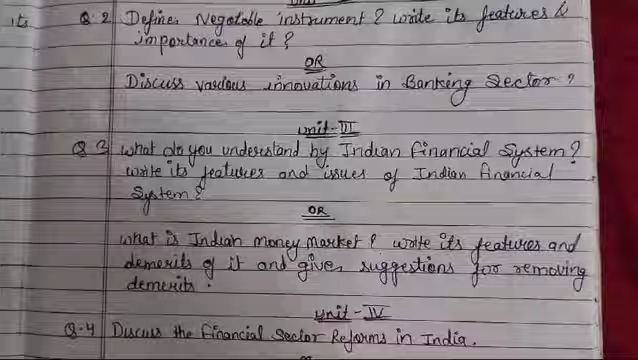 its Q.2 Define Negotable instrument? write its features &
importance of it?
OR
Discuss various innovations in Banking Sector?
Unit-III
Q 3 what do you understand by Indian Financial System?
write its features and issues of Indian financial
System?
OR
what is Indian money market? write its features and
demerits of it and give suggestions for removing
demerits.
Unit-IV
Q.4 Discuss the financial Sector Reforms in India.